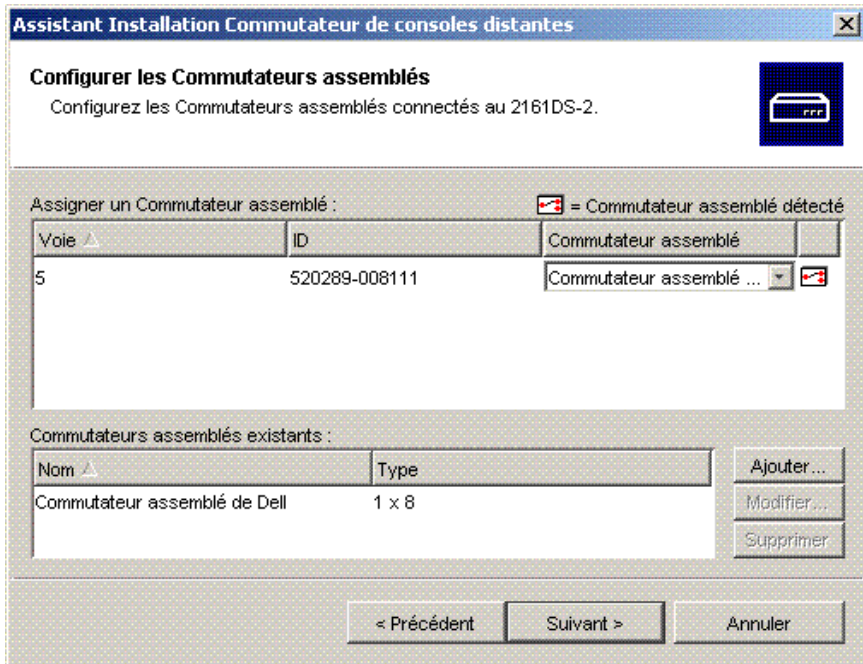 Assistant Installation Commutateur de consoles distantes
Configurer les Commutateurs assemblés
Configurez les Commutateurs assemblés connectés au 2161DS-2.
Assigner un Commutateur assemblé : = Commutateur assemblé détecté
Voie ID Commutateur assemblé
5 520289-008111 Commutateur assemblé ...
Commutateurs assemblés existants :
Nom Type
Commutateur assemblé de Dell 1 x 8
Ajouter...
Modifier...
Supprimer
< Précédent Suivant > Annuler